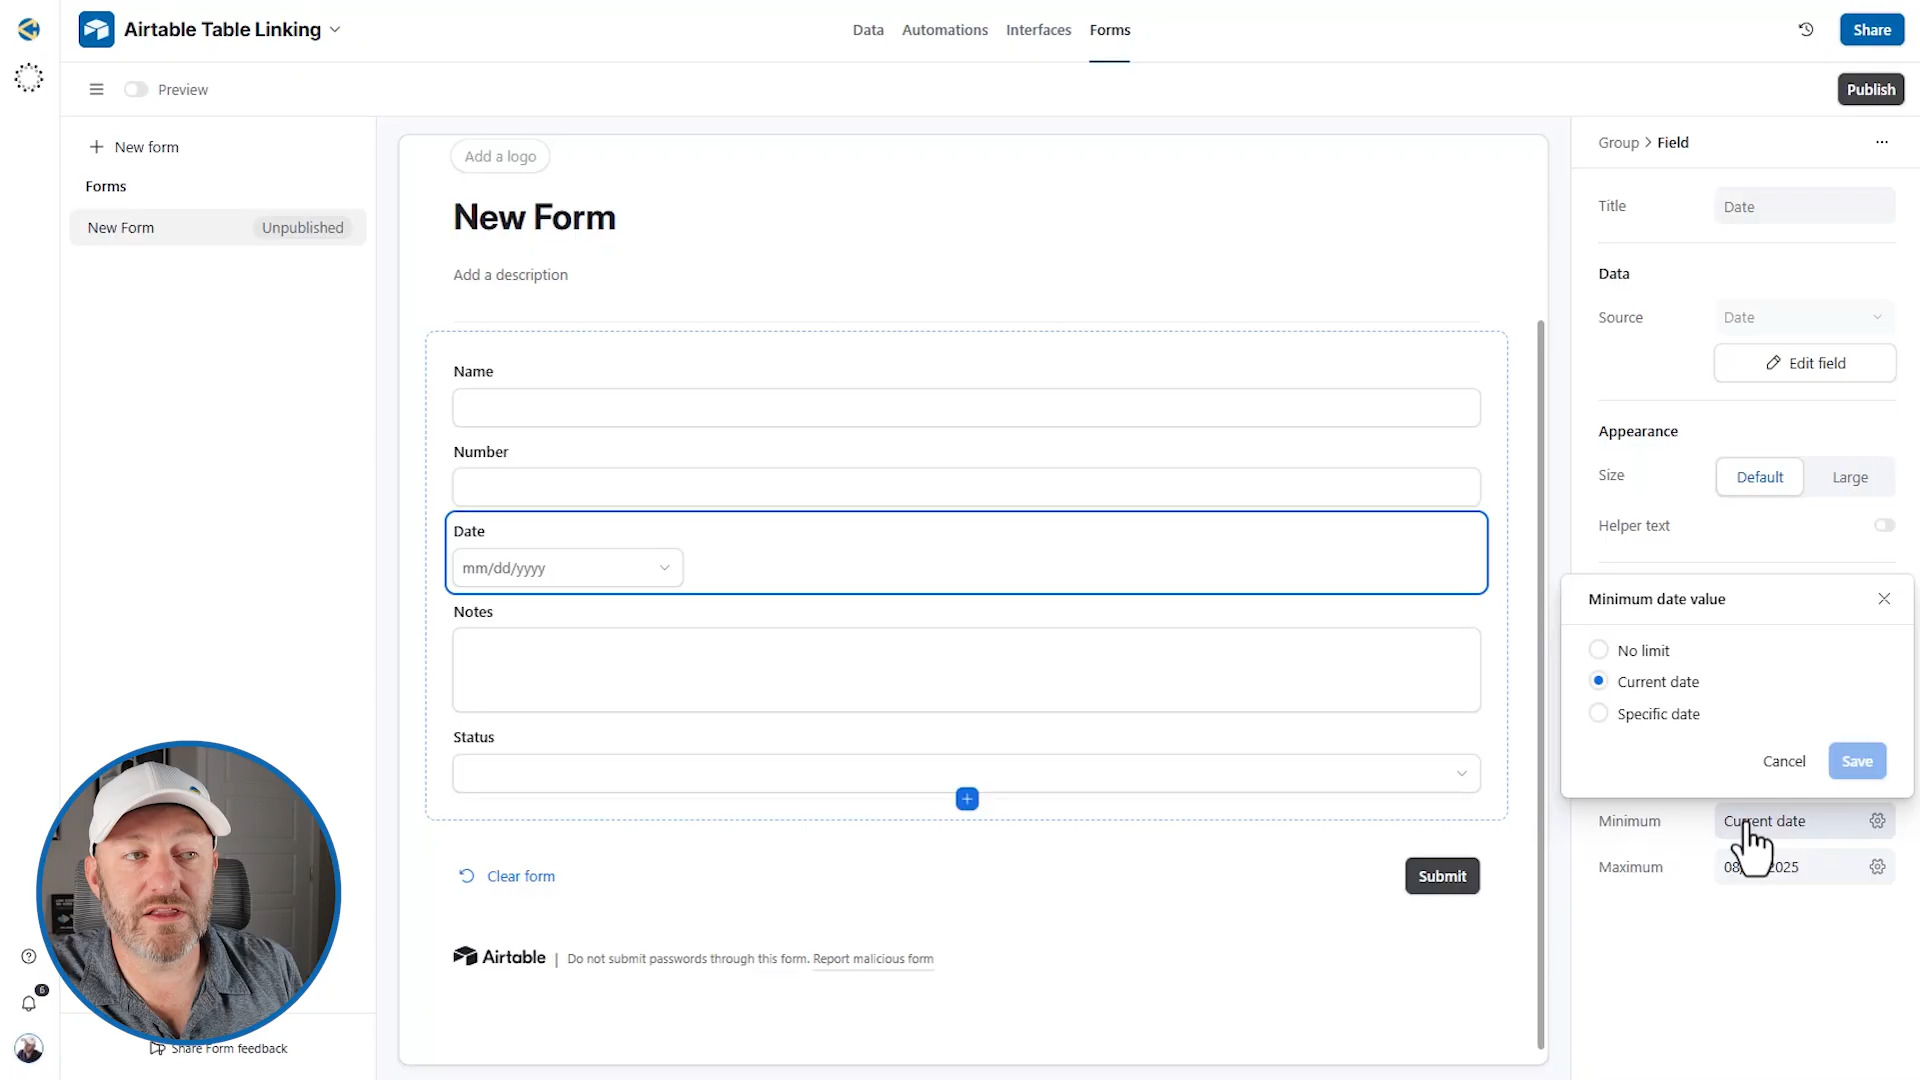 Airtable Table Linking
Data
Automations
Interfaces
Forms
Share
Preview
Publish
New form
Forms
New Form
Unpublished
Share Form feedback
6
Add a logo
New Form
Add a description
Name
Number
Date
mm/dd/yyyy
Notes
Status
Clear form
Submit
Airtable | Do not submit passwords through this form. Report malicious form
Group > Field
Title
Date
Data
Source
Date
Edit field
Appearance
Size
Default
Large
Helper text
Minimum date value
No limit
Current date
Specific date
Cancel
Save
Minimum
Current date
Maximum